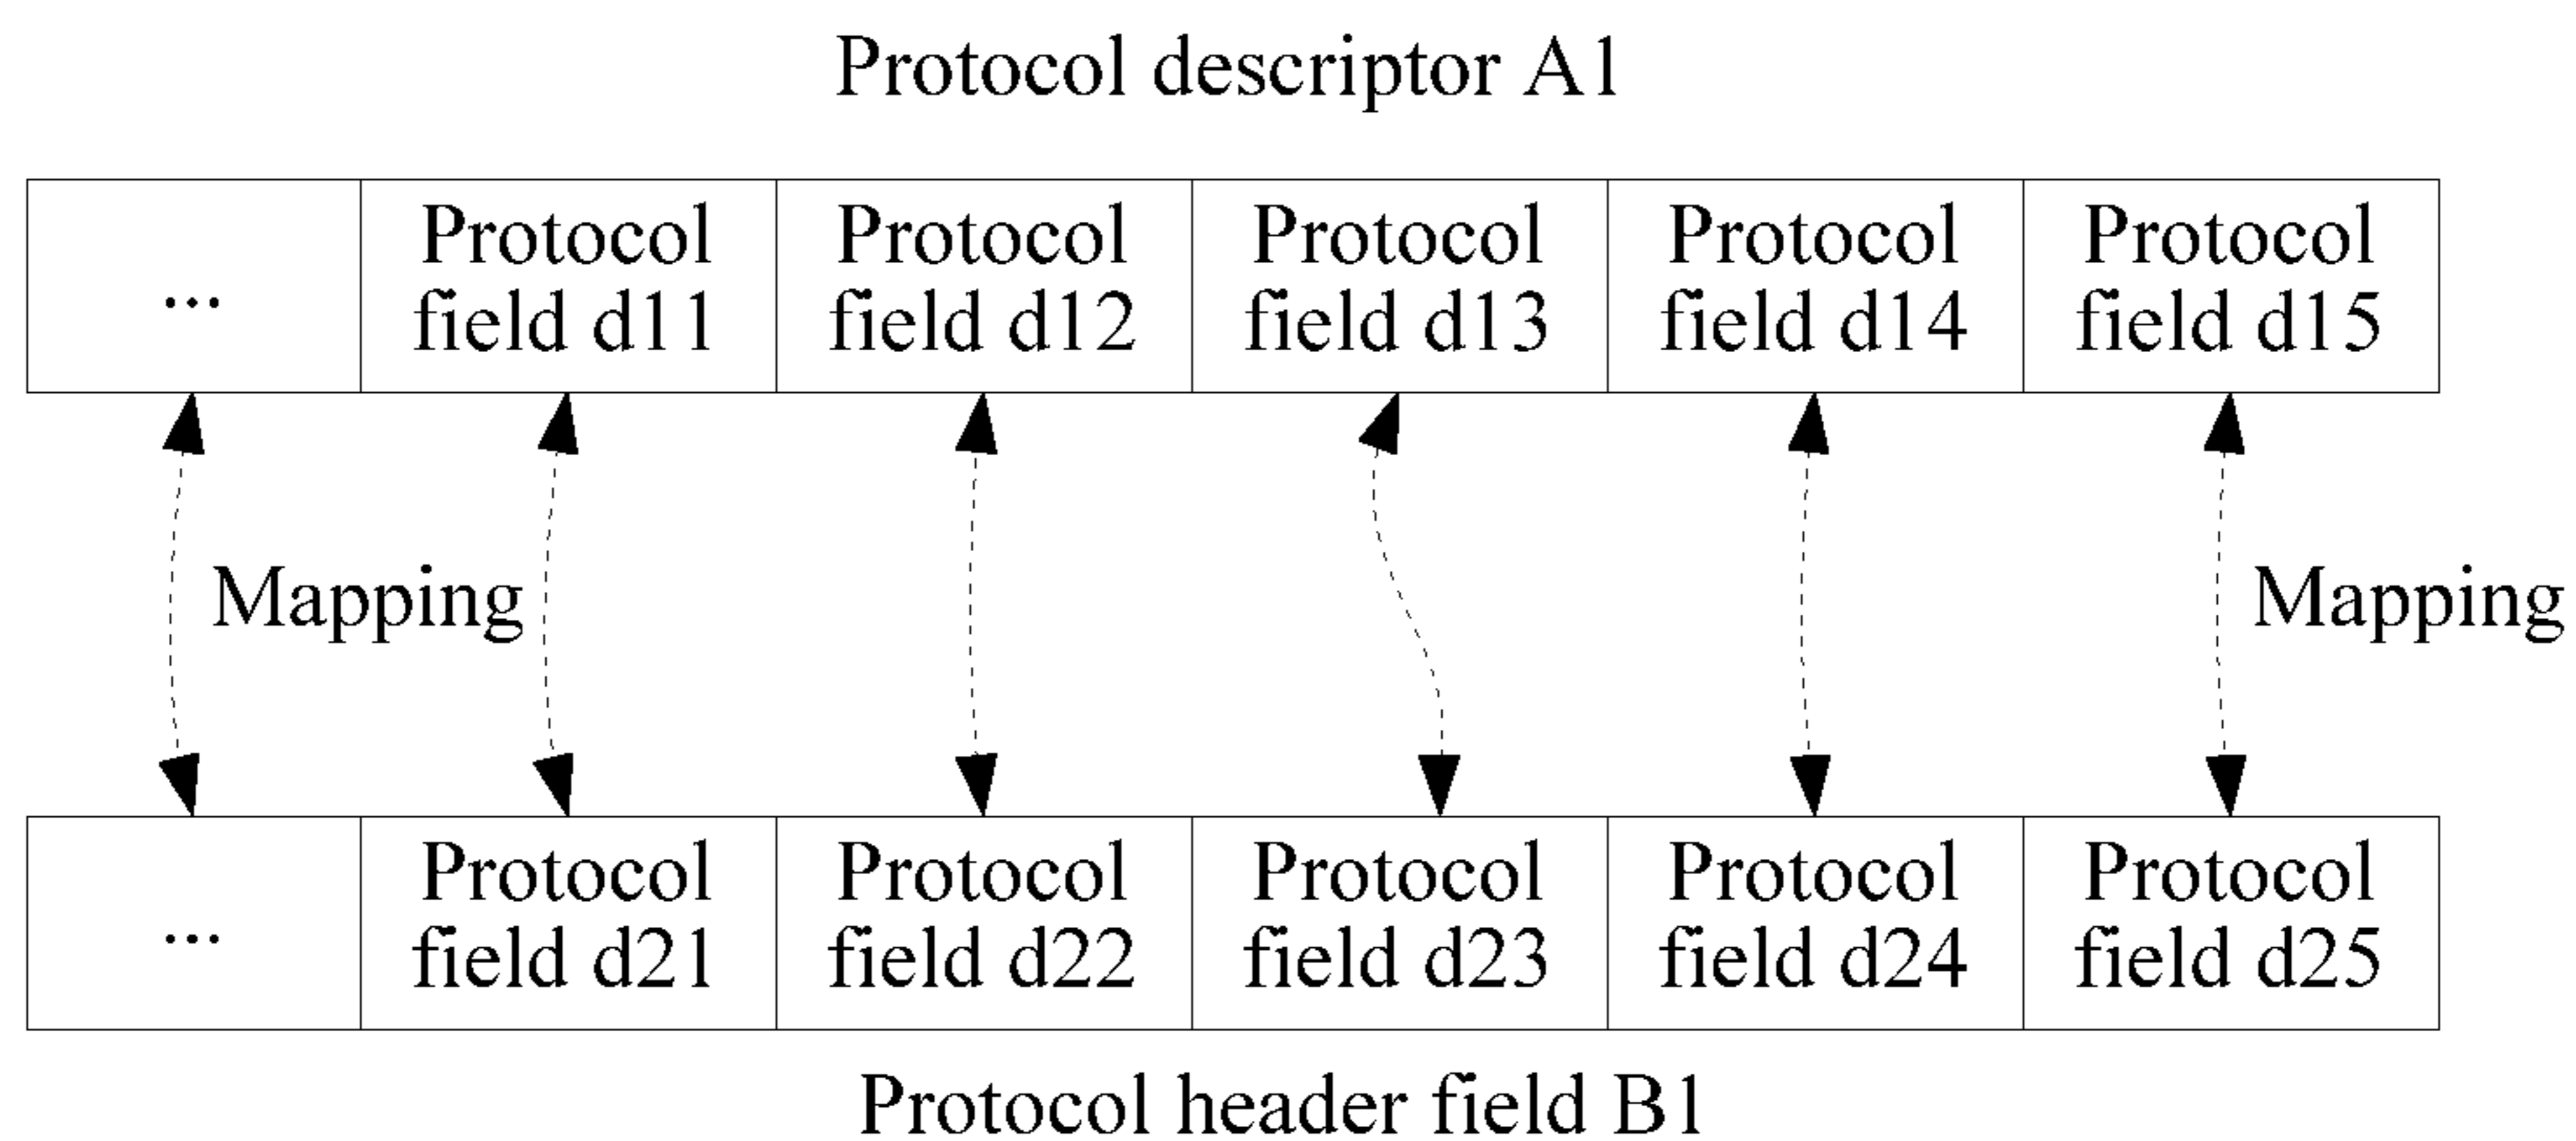 Protocol descriptor A1
...
Protocol
field d11
Protocol
field d12
Protocol
field d13
Protocol
field d14
Protocol
field d15
Mapping
Mapping
...
Protocol
field d21
Protocol
field d22
Protocol
field d23
Protocol
field d24
Protocol
field d25
Protocol header field B1